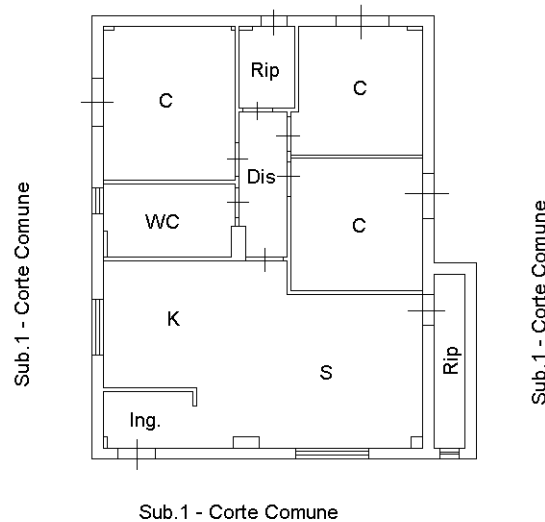 Rip
C
C
Dis
C
WC
K
S
Rip
Ing.
Sub.1 - Corte Comune
Sub.1 - Corte Comune
Sub.1 - Corte Comune